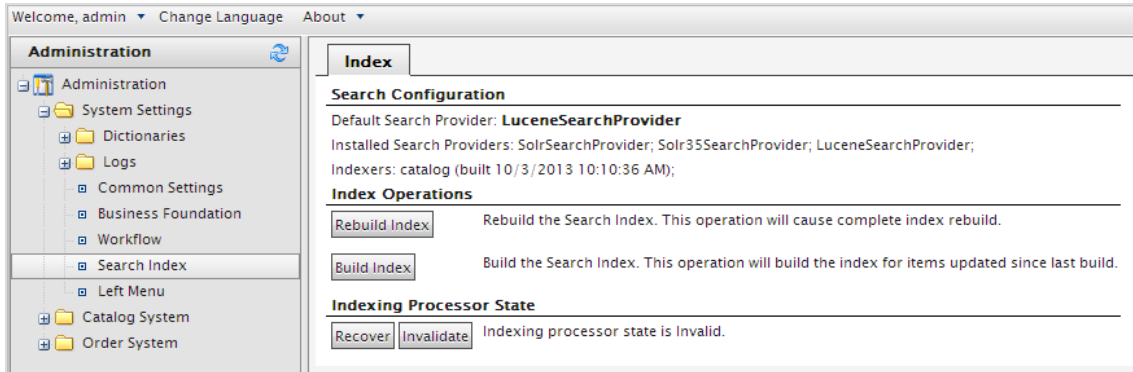 Welcome, admin Change Language About
Administration
Administration
System Settings
Dictionaries
Logs
Common Settings
Business Foundation
Workflow
Search Index
Left Menu
Catalog System
Order System
Index
Search Configuration
Default Search Provider: LuceneSearchProvider
Installed Search Providers: SolrSearchProvider; Solr35SearchProvider; LuceneSearchProvider;
Indexers: catalog (built 10/3/2013 10:10:36 AM);
Index Operations
Rebuild Index Rebuild the Search Index. This operation will cause complete index rebuild.
Build Index Build the Search Index. This operation will build the index for items updated since last build.
Indexing Processor State
Recover Invalidate Indexing processor state is Invalid.